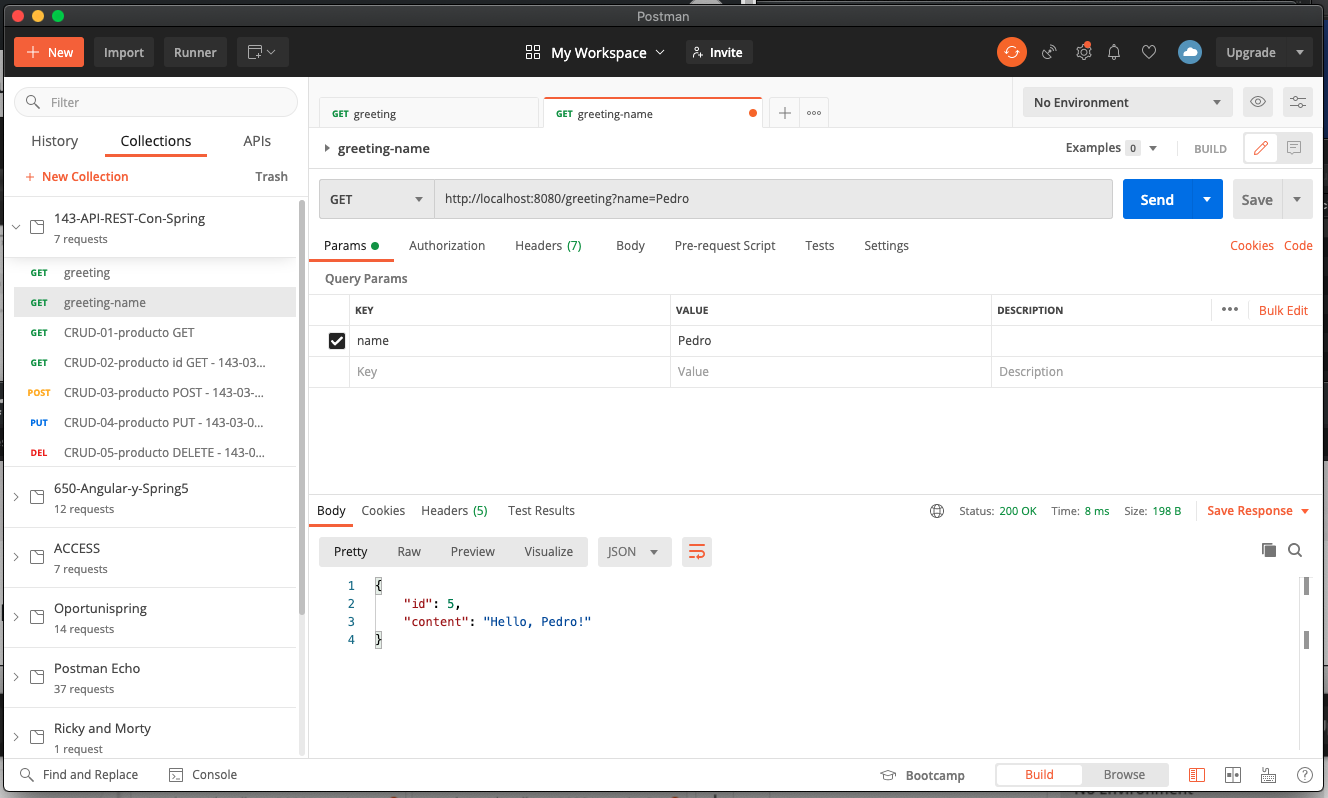 Postman
New
Import
Runner
My Workspace
Invite
Upgrade
Filter
History
Collections
APIs
+ New Collection
Trash
143-API-REST-Con-Spring
7 requests
GET greeting
GET greeting-name
GET CRUD-01-producto GET
GET CRUD-02-producto id GET - 143-03...
POST CRUD-03-producto POST - 143-03-...
PUT CRUD-04-producto PUT - 143-03-0...
DEL CRUD-05-producto DELETE - 143-0...
650-Angular-y-Spring5
12 requests
ACCESS
7 requests
Oportunispring
14 requests
Postman Echo
37 requests
Ricky and Morty
1 request
GET greeting
GET greeting-name
No Environment
greeting-name
Examples 0
BUILD
GET
http://localhost:8080/greeting?name=Pedro
Send
Save
Params
Authorization
Headers (7)
Body
Pre-request Script
Tests
Settings
Cookies
Code
Query Params
KEY VALUE DESCRIPTION
Bulk Edit
name Pedro
Key Value Description
Body
Cookies
Headers (5)
Test Results
Status: 200 OK
Time: 8 ms
Size: 198 B
Save Response
Pretty
Raw
Preview
Visualize
JSON
1 {
2 "id": 5,
3 "content": "Hello, Pedro!"
4 }
Find and Replace
Console
Bootcamp
Build
Browse